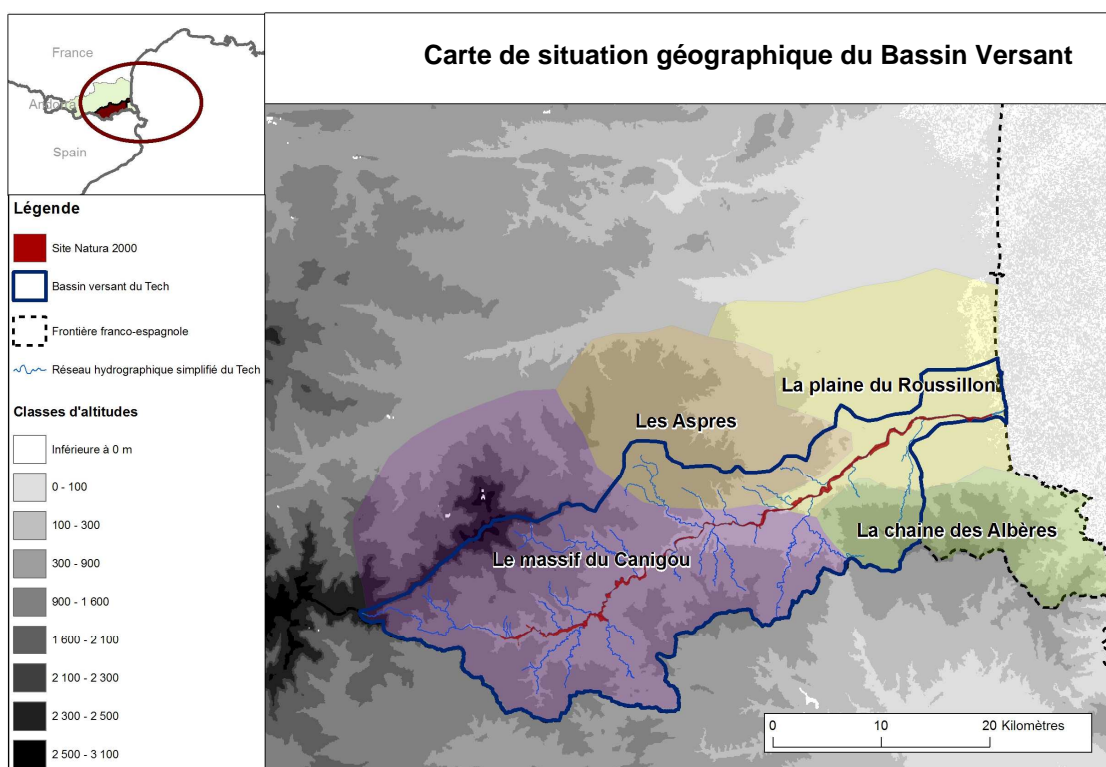 Carte de situation géographique du Bassin Versant
France
Andorra
Spain
Légende
Site Natura 2000
Bassin versant du Tech
Frontière franco-espagnole
Réseau hydrographique simplifié du Tech
Classes d'altitudes
Inférieure à 0 m
0 - 100
100 - 300
300 - 900
900 - 1 600
1 600 - 2 100
2 100 - 2 300
2 300 - 2 500
2 500 - 3 100
La plaine du Roussillon
Les Aspres
La chaine des Albères
Le massif du Canigou
0 10 20 Kilomètres